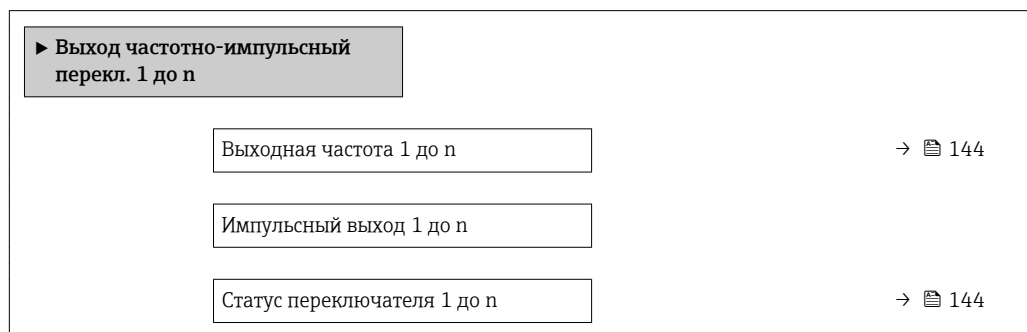 ► Выход частотно-импульсный
перекл. 1 до n
Выходная частота 1 до n → 144
Импульсный выход 1 до n
Статус переключателя 1 до n → 144